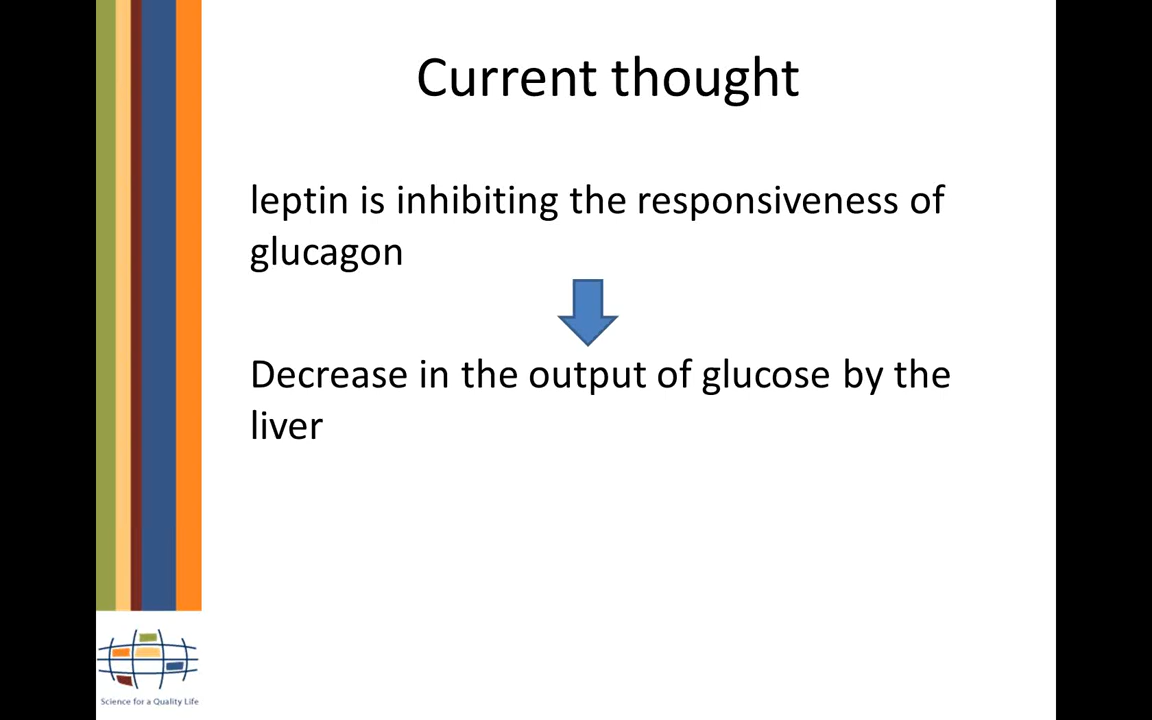 Current thought
leptin is inhibiting the responsiveness of
glucagon
Decrease in the output of glucose by the
liver
Science for a Quality Life